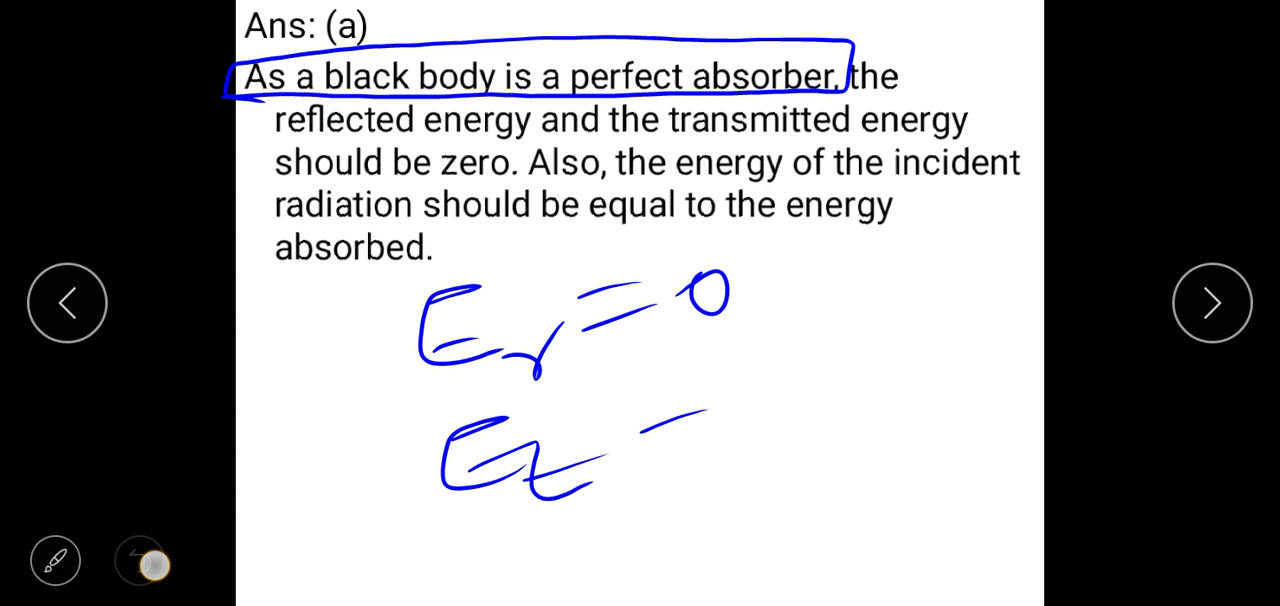 Ans: (a)
As a black body is a perfect absorber, the
reflected energy and the transmitted energy
should be zero. Also, the energy of the incident
radiation should be equal to the energy
absorbed.
Er = 0
Et -